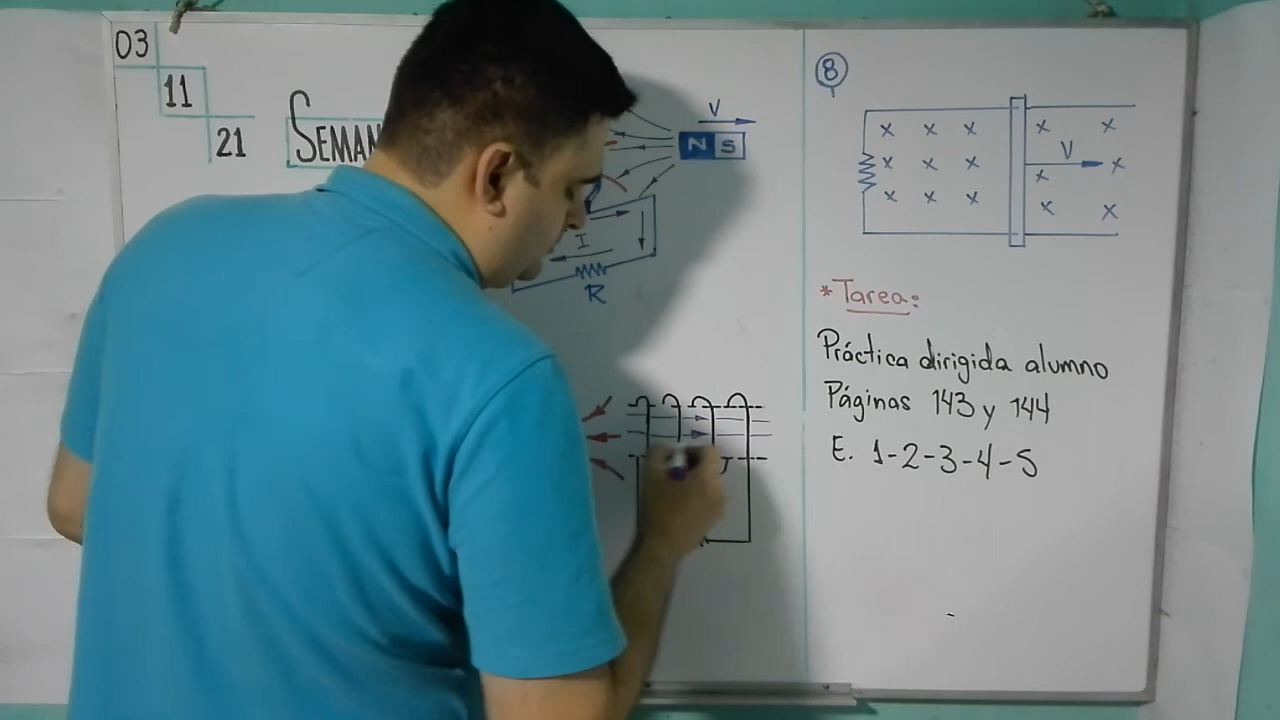 03
11
21
SEMAN
V
N S
I
R
8
x x x x x
x x x V x
x
x x x x x
*Tarea:
Práctica dirigida alumno
Páginas 143 y 144
E. 1-2-3-4-5